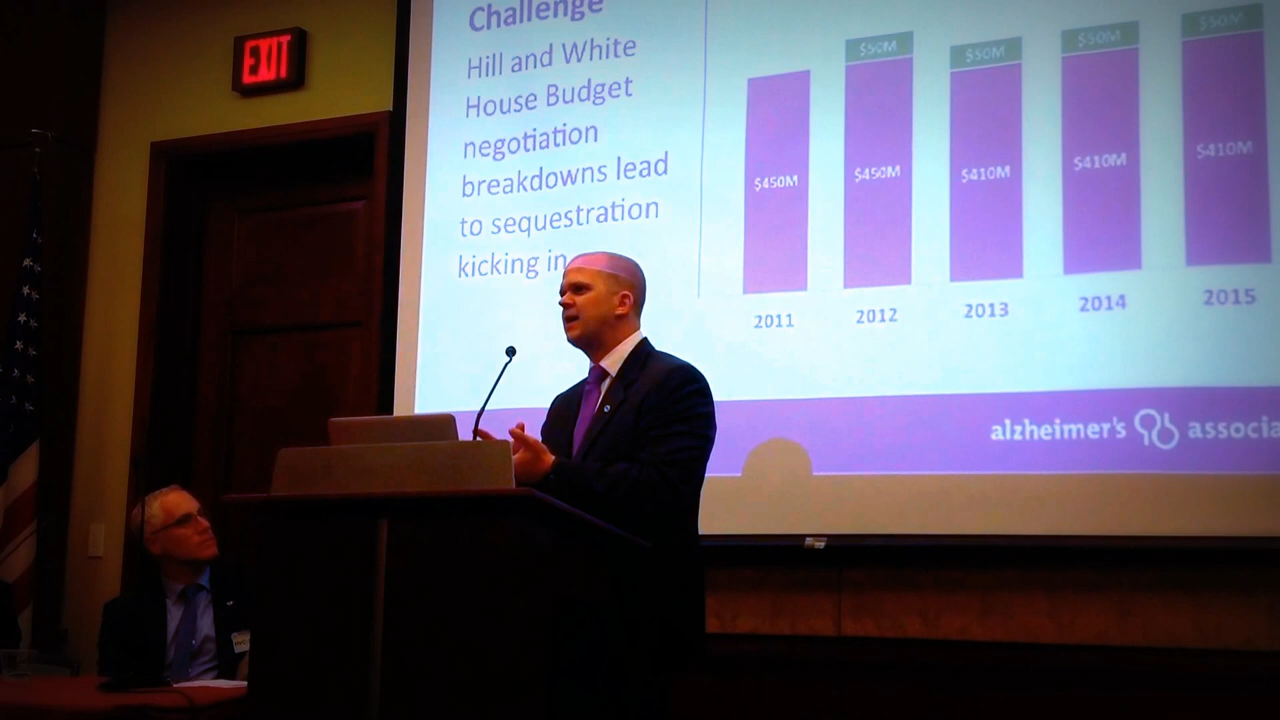 EXIT
Challenge
Hill and White
House Budget
negotiation
breakdowns lead
to sequestration
kicking in
$50M
$50M
$50M
$50M
$450M
$450M
$410M
$410M
$410M
2011
2012
2013
2014
2015
alzheimer's associa